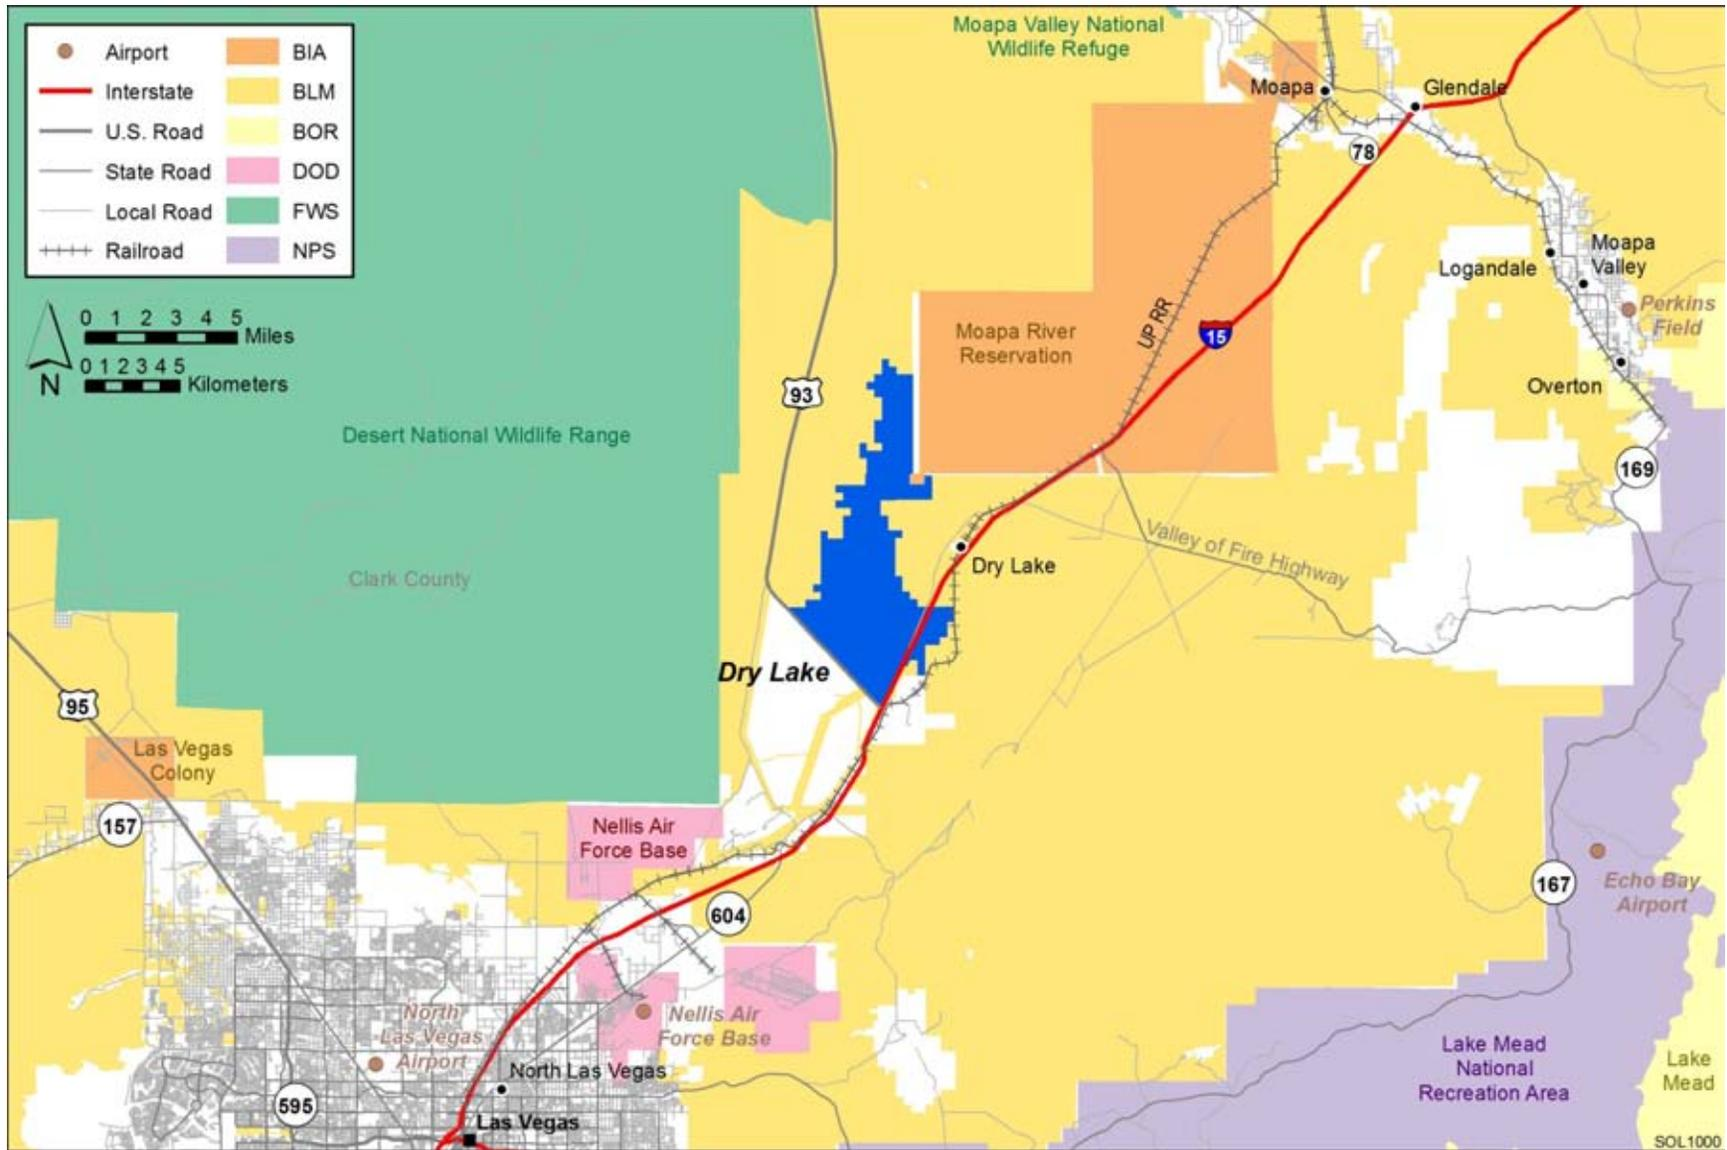 Airport
Interstate
U.S. Road
State Road
Local Road
Railroad
BIA
BLM
BOR
DOD
FWS
NPS
0 1 2 3 4 5
Miles
0 1 2 3 4 5
Kilometers
N
Moapa Valley National
Wildlife Refuge
Moapa
Glendale
78
Logandale
Moapa
Valley
Perkins
Field
Overton
Moapa River
Reservation
UP RR
15
93
169
Desert National Wildlife Range
Clark County
Dry Lake
Valley of Fire Highway
Dry Lake
95
Las Vegas
Colony
157
Nellis Air
Force Base
604
167
Echo Bay
Airport
North
Las Vegas
Airport
Nellis Air
Force Base
North Las Vegas
595
Las Vegas
Lake Mead
National
Recreation Area
Lake
Mead
SOL1000